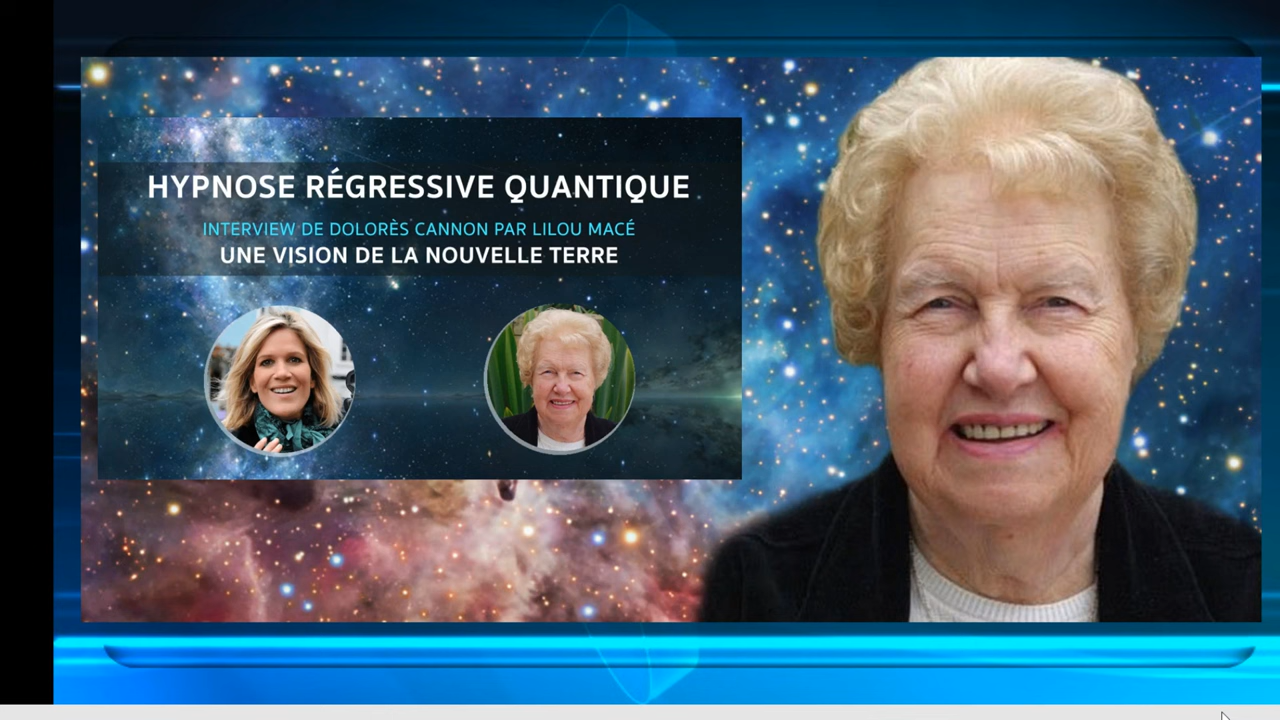 HYPNOSE RÉGRESSIVE QUANTIQUE
INTERVIEW DE DOLORÈS CANNON PAR LILOU MACÉ
UNE VISION DE LA NOUVELLE TERRE